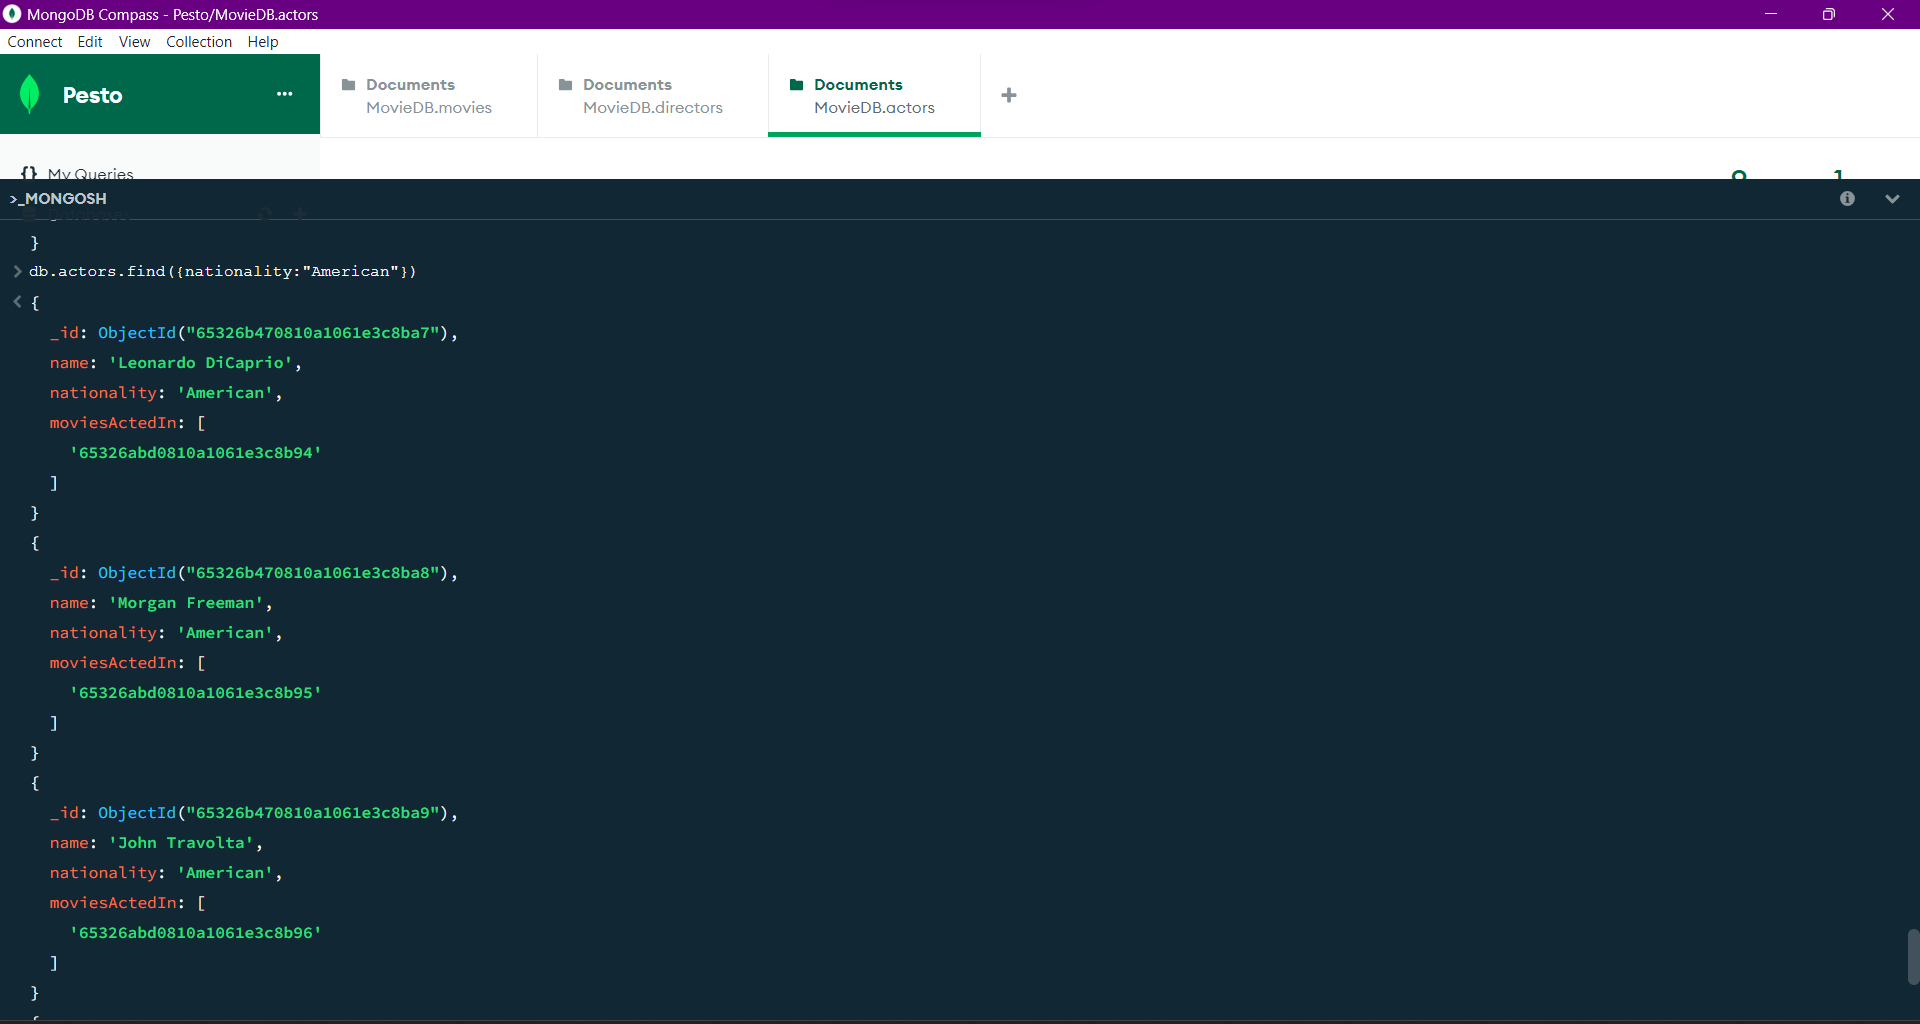 MongoDB Compass - Pesto/MovieDB.actors
Connect Edit View Collection Help
Pesto ...
Documents
MovieDB.movies
Documents
MovieDB.directors
Documents
MovieDB.actors
+
{} My Queries
>_MONGOSH
}
> db.actors.find({nationality:"American"})
< {
_id: ObjectId("65326b470810a1061e3c8ba7"),
name: 'Leonardo DiCaprio',
nationality: 'American',
moviesActedIn: [
'65326abd0810a1061e3c8b94'
]
}
{
_id: ObjectId("65326b470810a1061e3c8ba8"),
name: 'Morgan Freeman',
nationality: 'American',
moviesActedIn: [
'65326abd0810a1061e3c8b95'
]
}
{
_id: ObjectId("65326b470810a1061e3c8ba9"),
name: 'John Travolta',
nationality: 'American',
moviesActedIn: [
'65326abd0810a1061e3c8b96'
]
}